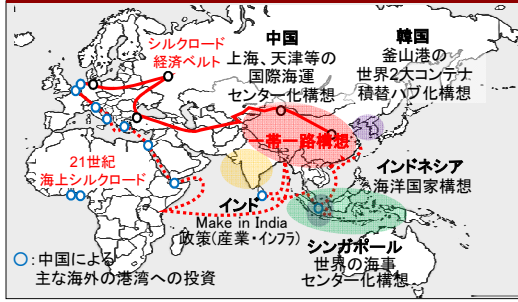 シルクロード
経済ベルト
中国
上海、天津等の
国際海運
センター化構想
韓国
釜山港の
世界2大コンテナ
積替ハブ化構想
一帯一路構想
21世紀
海上シルクロード
インド
Make in India
政策(産業・インフラ)
インドネシア
海洋国家構想
シンガポール
世界の海事
センター化構想
○:中国による
主な海外の港湾への投資